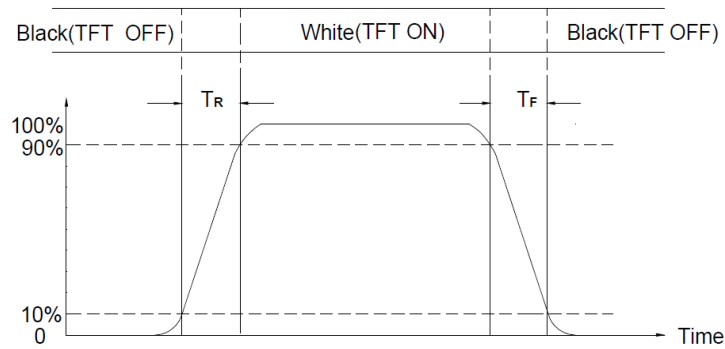 Black(TFT OFF) White(TFT ON) Black(TFT OFF)
TR TF
100%
90%
10%
0
Time